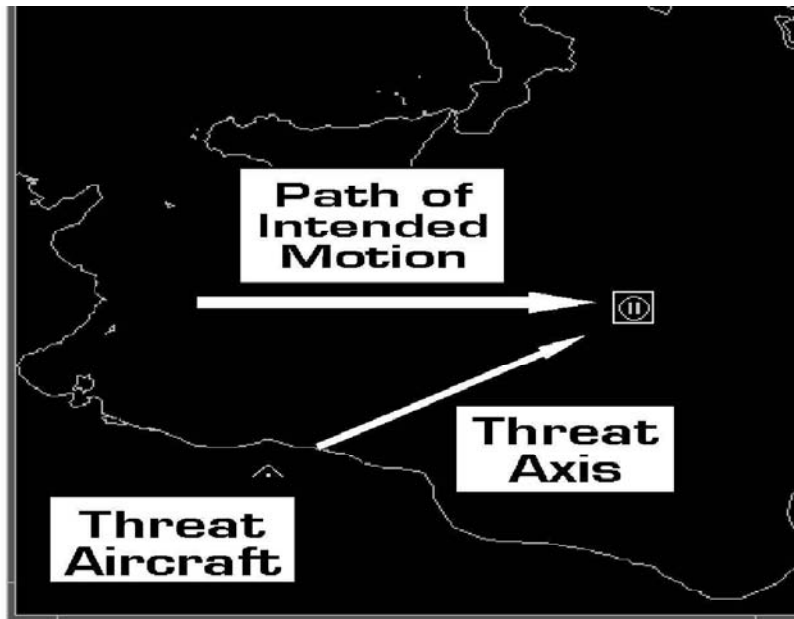 Path of
Intended
Motion
Threat
Axis
Threat
Aircraft